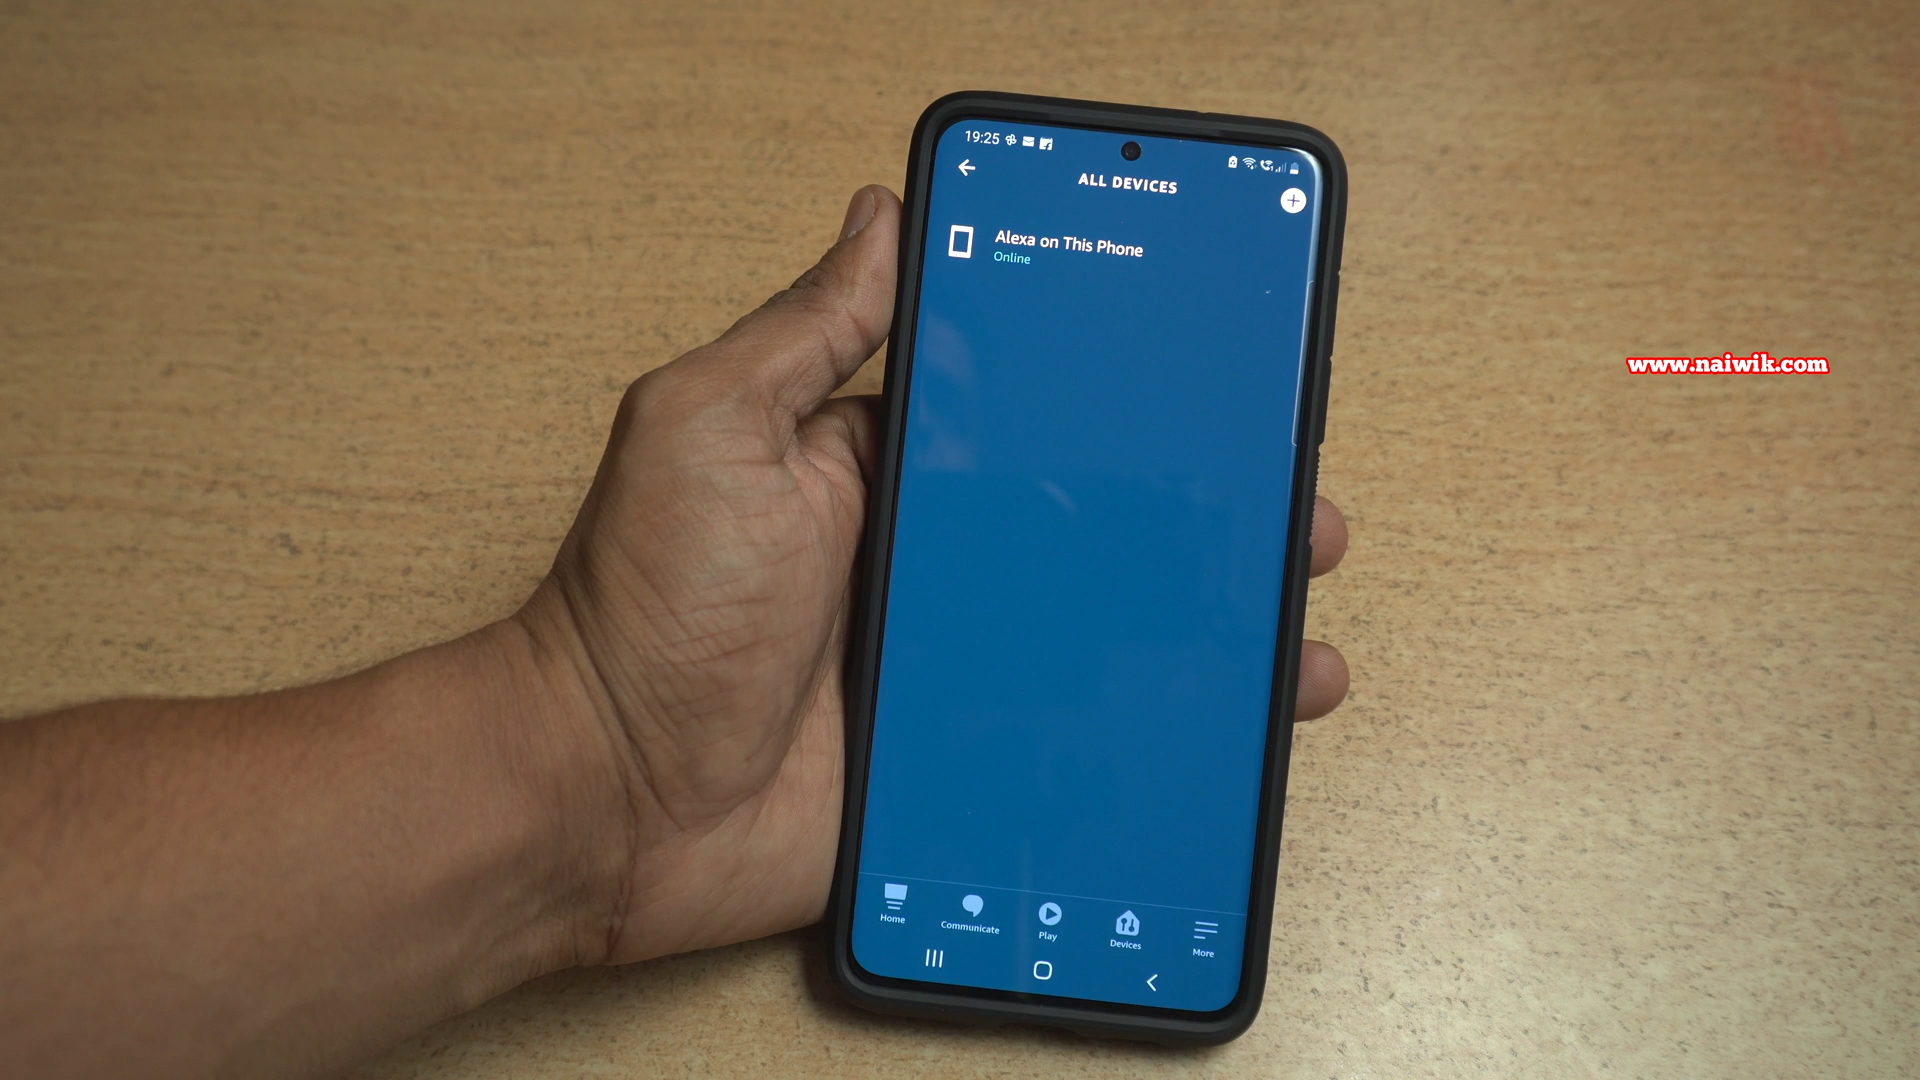 19:25
ALL DEVICES
Alexa on This Phone
Online
www.naiwik.com
Home
Communicate
Play
Devices
More